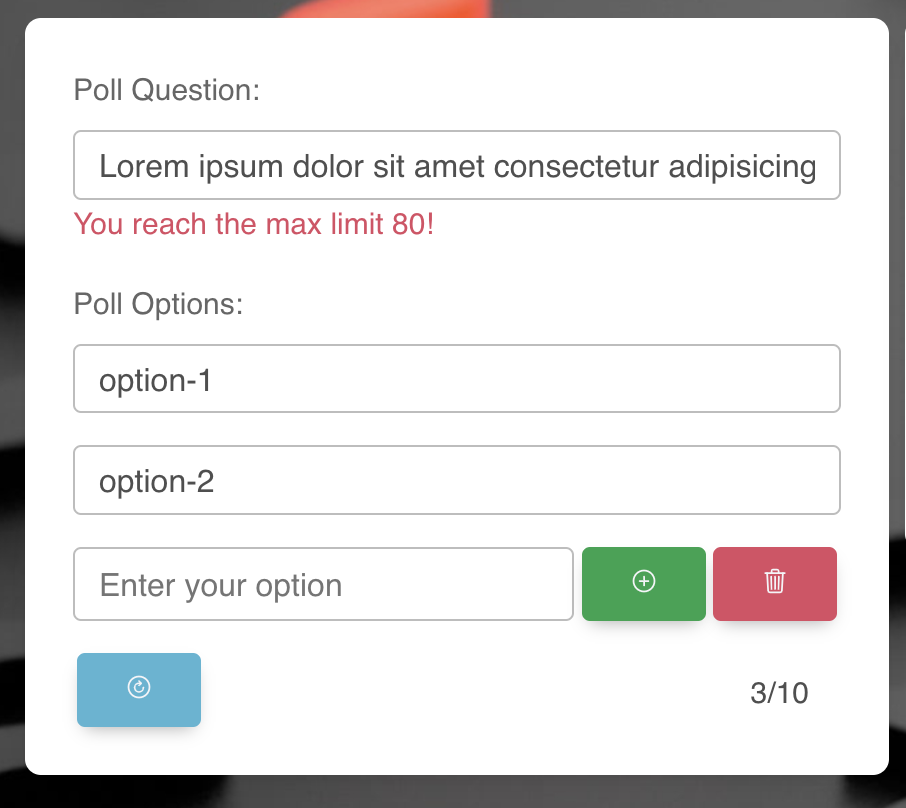 Poll Question:
Lorem ipsum dolor sit amet consectetur adipisicing
You reach the max limit 80!
Poll Options:
option-1
option-2
Enter your option
3/10